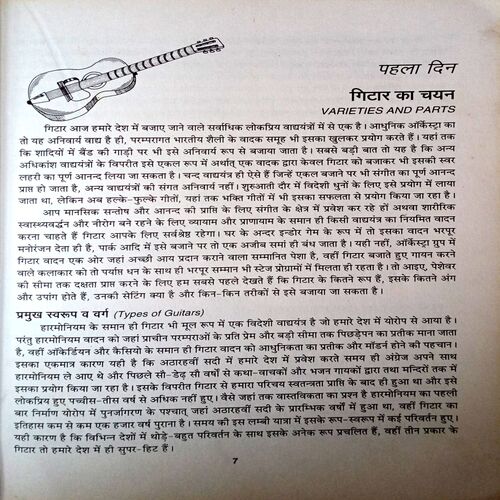 पहला दिन
गिटार का चयन
VARIETIES AND PARTS
गिटार आज हमारे देश में बजाए जाने वाले सर्वाधिक लोकप्रिय वाद्ययंत्रों में से एक है। आधुनिक ऑर्केस्ट्रा का
तो यह अनिवार्य वाद्य है ही, परम्परागत भारतीय शैली के वादक समूह भी इसका खुलकर प्रयोग करते हैं। यहां तक
कि शादियों में बैंड की गाड़ी पर भी इसे अनिवार्य रूप से बजाया जाता है। सबसे बड़ी बात तो यह है कि अन्य
अधिकांश वाद्ययंत्रों के विपरीत इसे एकल रूप में अर्थात् एक वादक द्वारा केवल गिटार को बजाकर भी इसकी स्वर
लहरी का पूर्ण आनन्द लिया जा सकता है। चन्द वाद्ययंत्र ही ऐसे हैं जिन्हें एकल बजाने पर भी संगीत का पूर्ण आनन्द
प्राप्त हो जाता है, अन्य वाद्ययंत्रों की संगत अनिवार्य नहीं। शुरुआती दौर में विदेशी धुनों के लिए इसे प्रयोग में लाया
जाता था, लेकिन अब हल्के-फुल्के गीतों, यहां तक भक्ति गीतों में भी इसका सफलता से प्रयोग किया जा रहा है।
आप मानसिक सन्तोष और आनन्द की प्राप्ति के लिए संगीत के क्षेत्र में प्रवेश कर रहे हों अथवा शारीरिक
स्वास्थ्यवर्द्धन और नीरोग बने रहने के लिए व्यायाम और प्राणायाम के समान ही किसी वाद्ययंत्र का नियमित वादन
करना चाहते हैं गिटार आपके लिए सर्वश्रेष्ठ रहेगा। घर के अन्दर इन्डोर गेम के रूप में तो इसका वादन भरपूर
मनोरंजन देता ही है, पार्क आदि में इसे बजाने पर तो एक अजीब समां ही बंध जाता है। यही नहीं, ऑर्केस्ट्रा ग्रुप में
गिटार वादन एक ओर जहां अच्छी आय प्रदान कराने वाला सम्मानित पेशा है, वहीं गिटार बजाते हुए गायन करने
वाले कलाकार को तो पर्याप्त धन के साथ ही भरपूर सम्मान भी स्टेज प्रोग्रामों में मिलता ही रहता है। तो आइए, पेशेवर
की सीमा तक दक्षता प्राप्त करने के लिए हम सबसे पहले देखते हैं कि गिटार के कितने रूप हैं, इसके कितने अंग
और उपांग होते हैं, उनकी सेटिंग क्या है और किन-किन तरीकों से इसे बजाया जा सकता है।
प्रमुख स्वरूप व वर्ग (Types of Guitars)
हारमोनियम के समान ही गिटार भी मूल रूप में एक विदेशी वाद्ययंत्र है जो हमारे देश में योरोप से आया है।
परंतु हारमोनियम वादन को जहां प्राचीन परम्पराओं के प्रति प्रेम और बड़ी सीमा तक पिछड़ेपन का प्रतीक माना जाता
है, वहीं ऑर्केडियन और कैसियो के समान ही गिटार वादन को आधुनिकता का प्रतीक और मॉडर्न होने की पहचान।
इसका एकमात्र कारण यही है कि अठारहवीं सदी में हमारे देश में प्रवेश करते समय ही अंग्रेज अपने साथ
हारमोनियम ले आए थे और पिछले सौ-डेढ़ सौ वर्षों से कथा-वाचकों और भजन गायकों द्वारा तथा मन्दिरों तक में
इसका प्रयोग किया जा रहा है। इसके विपरीत गिटार से हमारा परिचय स्वतन्त्रता प्राप्ति के बाद ही हुआ था और इसे
लोकप्रिय हुए पच्चीस-तीस वर्ष से अधिक नहीं हुए। वैसे जहां तक वास्तविकता का प्रश्न है हारमोनियम का पहली
बार निर्माण योरोप में पुनर्जागरण के पश्चात् जहां अठारहवीं सदी के प्रारम्भिक वर्षों में हुआ था, वहीं गिटार का
इतिहास कम से कम एक हजार वर्ष पुराना है। समय की इस लम्बी यात्रा में इसके रूप-स्वरूप में कई परिवर्तन हुए।
यही कारण है कि विभिन्न देशों में थोड़े-बहुत परिवर्तन के साथ इसके अनेक रूप प्रचलित हैं, वहीं तीन प्रकार के
गिटार तो हमारे देश में ही सुपर-हिट हैं।
7